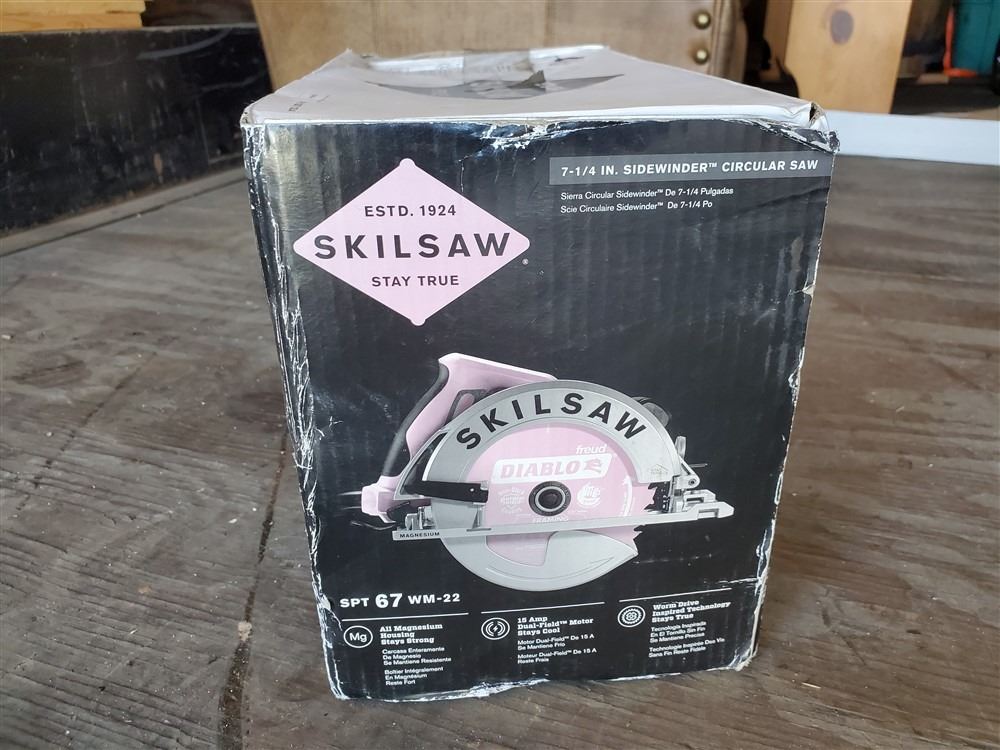 7-1/4 IN. SIDEWINDER™ CIRCULAR SAW
Sierra Circular Sidewinder™ De 7-1/4 Pulgadas
Scie Circulaire Sidewinder™ De 7-1/4 Po
ESTD. 1924
SKILSAW®
STAY TRUE
SKILSAW
freud
DIABLO
FRAMING
MAGNESIUM
SPT 67 WM-22
Mg
All Magnesium
Housing
Stays Strong
Carcasa Enteramente
De Magnesio
Se Mantiene Resistente
Boîtier Intégralement
En Magnésium
Reste Fort
15 Amp
Dual-Field™ Motor
Stays Cool
Motor Dual-Field™ De 15 A
Se Mantiene Frío
Moteur Dual-Field™ De 15 A
Reste Frais
Worm Drive
Inspired Technology
Stays True
Tecnología Inspirada
En El Tornillo Sin Fin
Se Mantiene Precisa
Technologie Inspirée Des Vis
Sans Fin Reste Fidèle